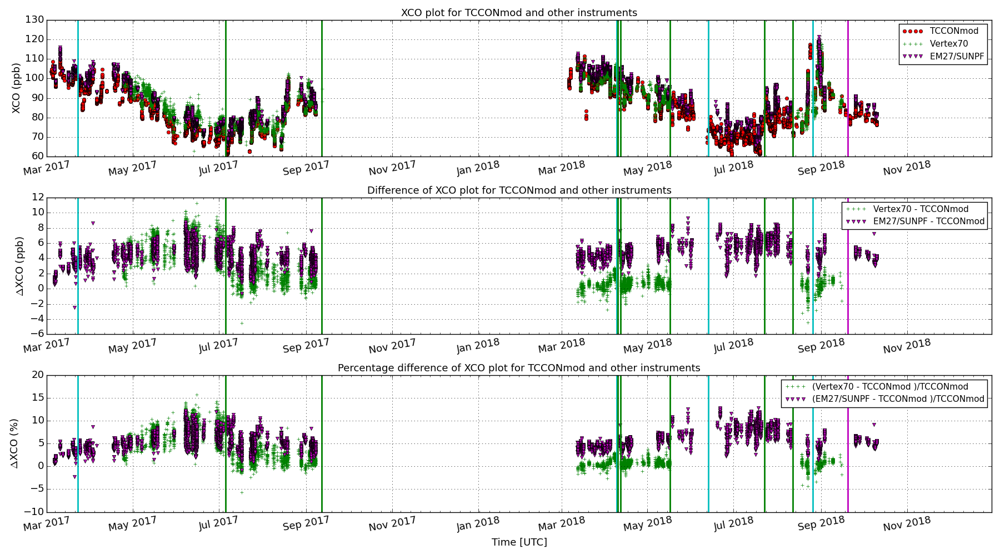 XCO plot for TCCONmod and other instruments
XCO (ppb)
130
120
110
100
90
80
70
60
TCCONmod
Vertex70
EM27/SUNPF
Mar 2017 May 2017 Jul 2017 Sep 2017 Nov 2017 Jan 2018 Mar 2018 May 2018 Jul 2018 Sep 2018 Nov 2018
Difference of XCO plot for TCCONmod and other instruments
ΔXCO (ppb)
12
10
8
6
4
2
0
−2
−4
−6
Vertex70 - TCCONmod
EM27/SUNPF - TCCONmod
Mar 2017 May 2017 Jul 2017 Sep 2017 Nov 2017 Jan 2018 Mar 2018 May 2018 Jul 2018 Sep 2018 Nov 2018
Percentage difference of XCO plot for TCCONmod and other instruments
ΔXCO (%)
20
15
10
5
0
−5
−10
(Vertex70 - TCCONmod )/TCCONmod
(EM27/SUNPF - TCCONmod )/TCCONmod
Mar 2017 May 2017 Jul 2017 Sep 2017 Nov 2017 Jan 2018 Mar 2018 May 2018 Jul 2018 Sep 2018 Nov 2018
Time [UTC]